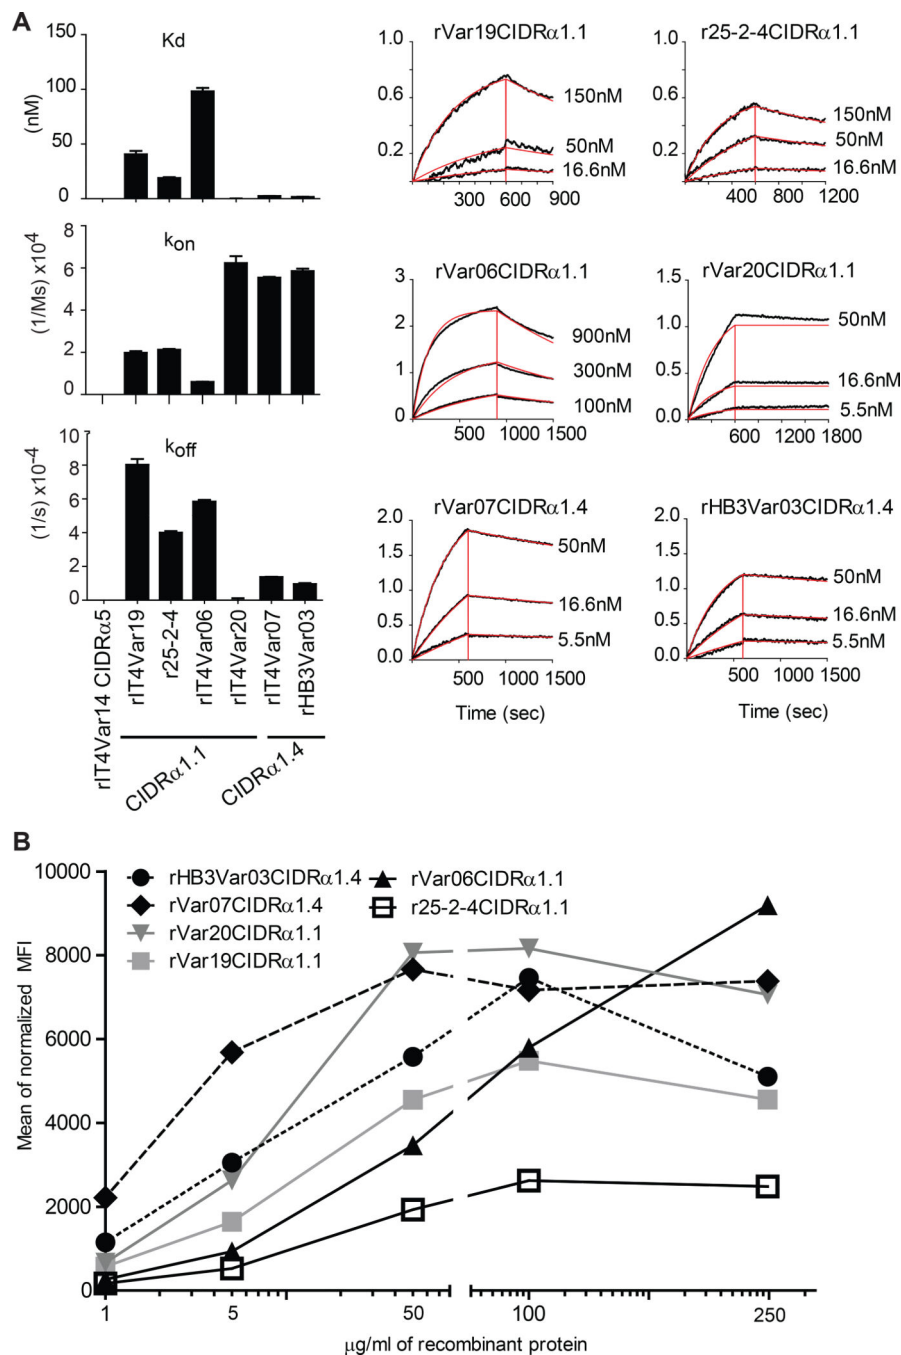 A
Kd
(nM)
150
100
50
0
kon
(1/Ms) x10⁴
8
6
4
2
0
koff
(1/s) x10⁻⁴
10
8
6
4
2
0
rIT4Var14 CIDRα5
rIT4Var19
r25-2-4
rIT4Var06
rIT4Var20
rIT4Var07
rHB3Var03
CIDRα1.1
CIDRα1.4
rVar19CIDRα1.1
1.0
0.6
0.2
150nM
50nM
16.6nM
300 600 900
r25-2-4CIDRα1.1
1.0
0.6
0.2
150nM
50nM
16.6nM
400 600 1200
rVar06CIDRα1.1
3
2
1
0
900nM
300nM
100nM
500 1000 1500
rVar20CIDRα1.1
1.5
1.0
0.5
0
50nM
16.6nM
5.5nM
600 1200 1800
rVar07CIDRα1.4
2.0
1.5
1.0
0.5
0
50nM
16.6nM
5.5nM
500 1000 1500
Time (sec)
rHB3Var03CIDRα1.4
2.0
1.5
1.0
0.5
0
50nM
16.6nM
5.5nM
500 1000 1500
Time (sec)
B
Mean of normalized MFI
10000
8000
6000
4000
2000
0
rHB3Var03CIDRα1.4
rVar07CIDRα1.4
rVar20CIDRα1.1
rVar19CIDRα1.1
rVar06CIDRα1.1
r25-2-4CIDRα1.1
1 5 50 100 250
μg/ml of recombinant protein